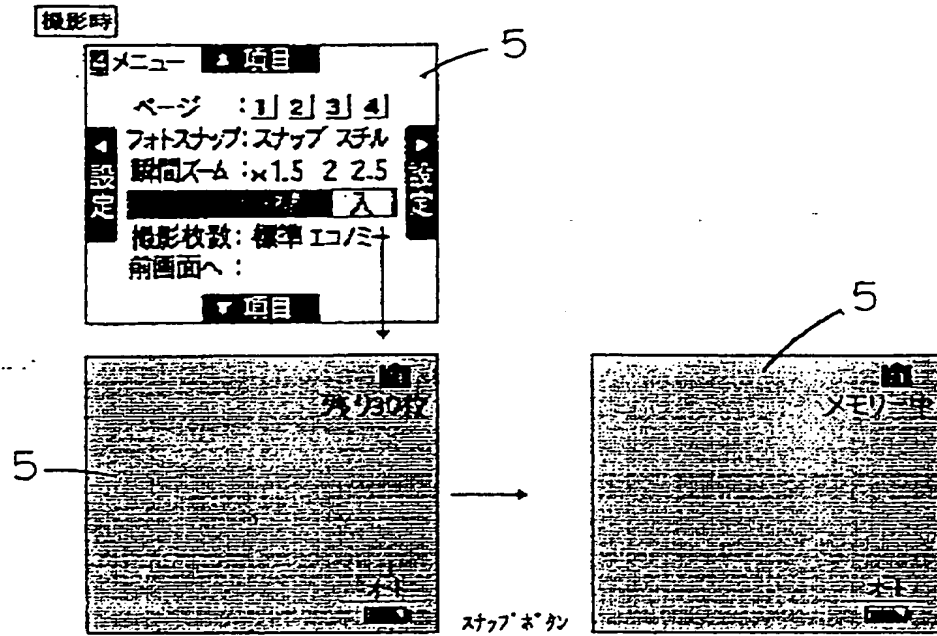 撮影時
5
メニュー ▲ 項目
ページ :1 2 3 4
フォトスナップ:スナップ スチル
◀ 設定
▶ 設定
瞬間ズーム :×1.5 2 2.5
入
撮影枚数: 標準 エコノミー
前画面へ :
▼ 項目
5
残り30枚
5
メモリー中
オート
オート
スナップボタン